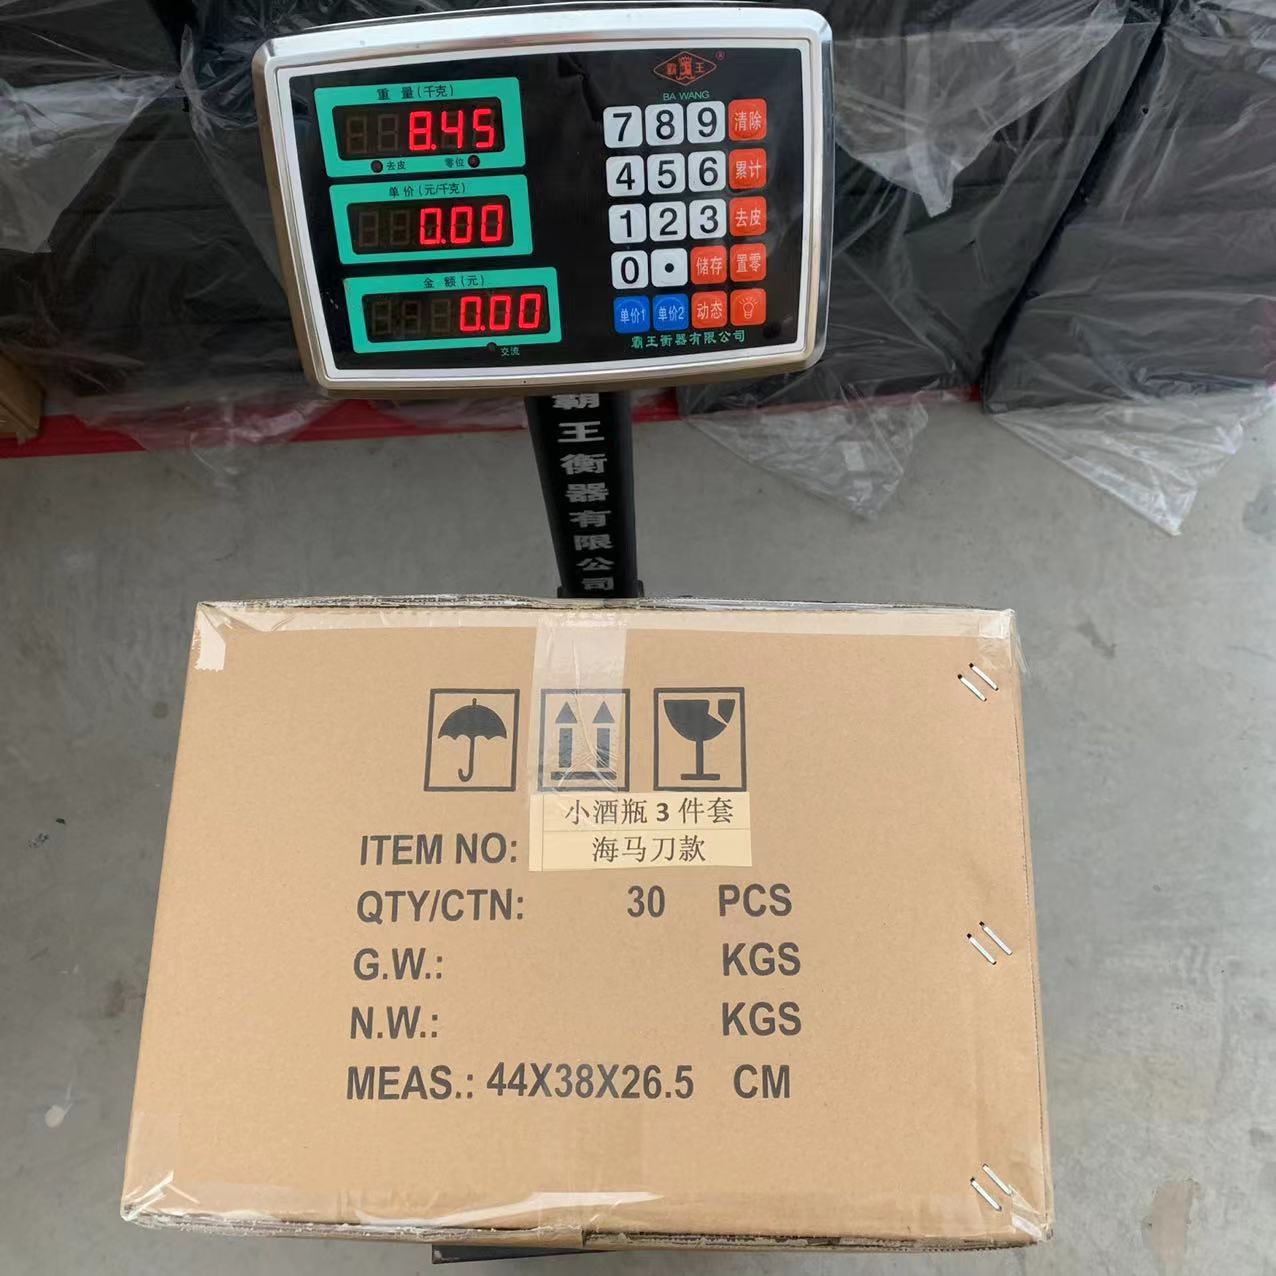 霸王
BA WANG
重 量 (千克)
8.45
去皮 零位
单 价 (元/千克)
0.00
金 额 (元)
0.00
交流
7 8 9 清除
4 5 6 累计
1 2 3 去皮
0 • 储存 置零
单价1 单价2 动态
霸王衡器有限公司
霸王衡器有限公司
小酒瓶 3 件套
海马刀款
ITEM NO:
QTY/CTN: 30 PCS
G.W.: KGS
N.W.: KGS
MEAS.: 44X38X26.5 CM